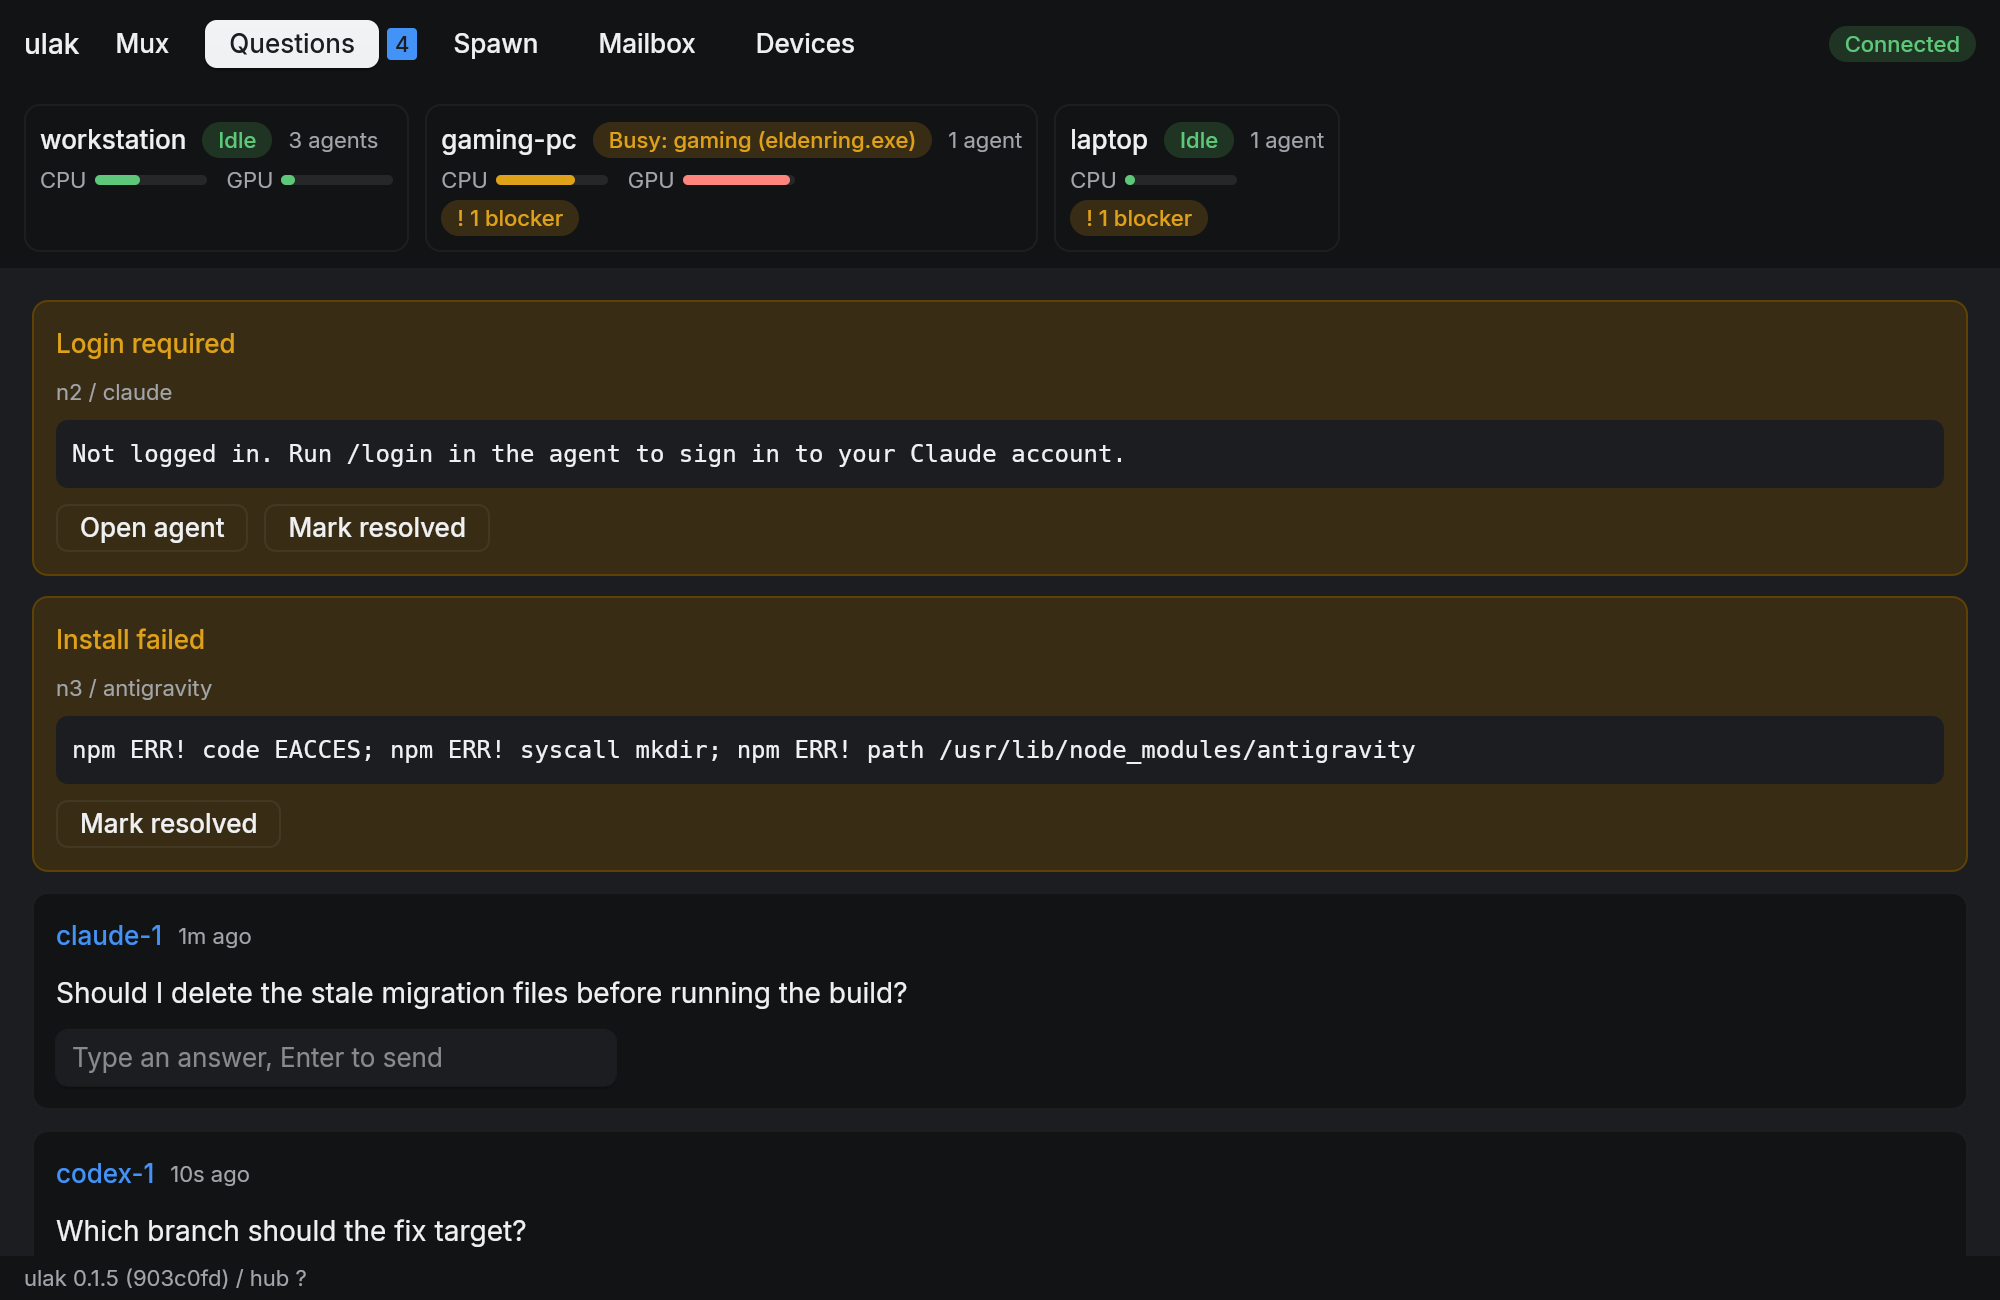 ulak Mux Questions 4 Spawn Mailbox Devices Connected
workstation Idle 3 agents
CPU GPU
gaming-pc Busy: gaming (eldenring.exe) 1 agent
CPU GPU
! 1 blocker
laptop Idle 1 agent
CPU
! 1 blocker
Login required
n2 / claude
Not logged in. Run /login in the agent to sign in to your Claude account.
Open agent Mark resolved
Install failed
n3 / antigravity
npm ERR! code EACCES; npm ERR! syscall mkdir; npm ERR! path /usr/lib/node_modules/antigravity
Mark resolved
claude-1 1m ago
Should I delete the stale migration files before running the build?
Type an answer, Enter to send
codex-1 10s ago
Which branch should the fix target?
ulak 0.1.5 (903c0fd) / hub ?